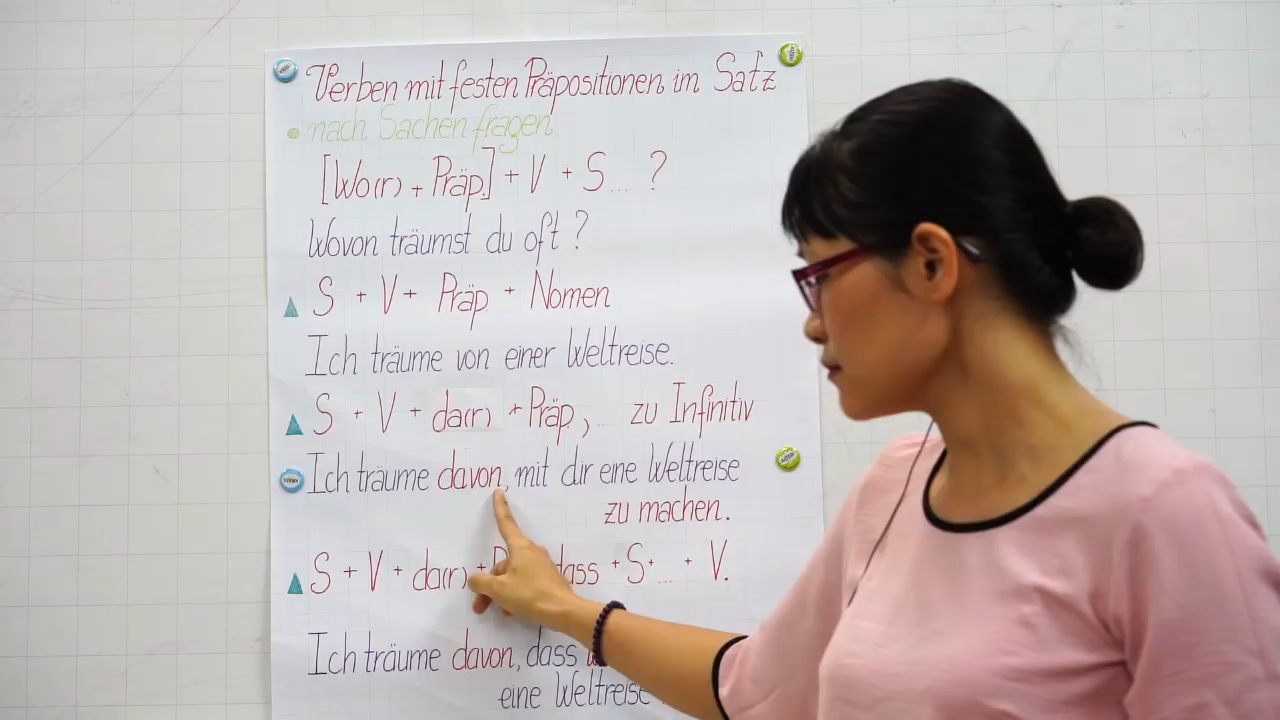 Verben mit festen Präpositionen im Satz
nach Sachen fragen
[Wo(r) + Präp.] + V + S ... ?
Wovon träumst du oft?
S + V + Präp + Nomen
Ich träume von einer Weltreise.
S + V + da(r) + Präp, ... zu Infinitiv
Ich träume davon, mit dir eine Weltreise
zu machen.
S + V + da(r) + dass + S + ... + V.
Ich träume davon, dass
eine Weltreise